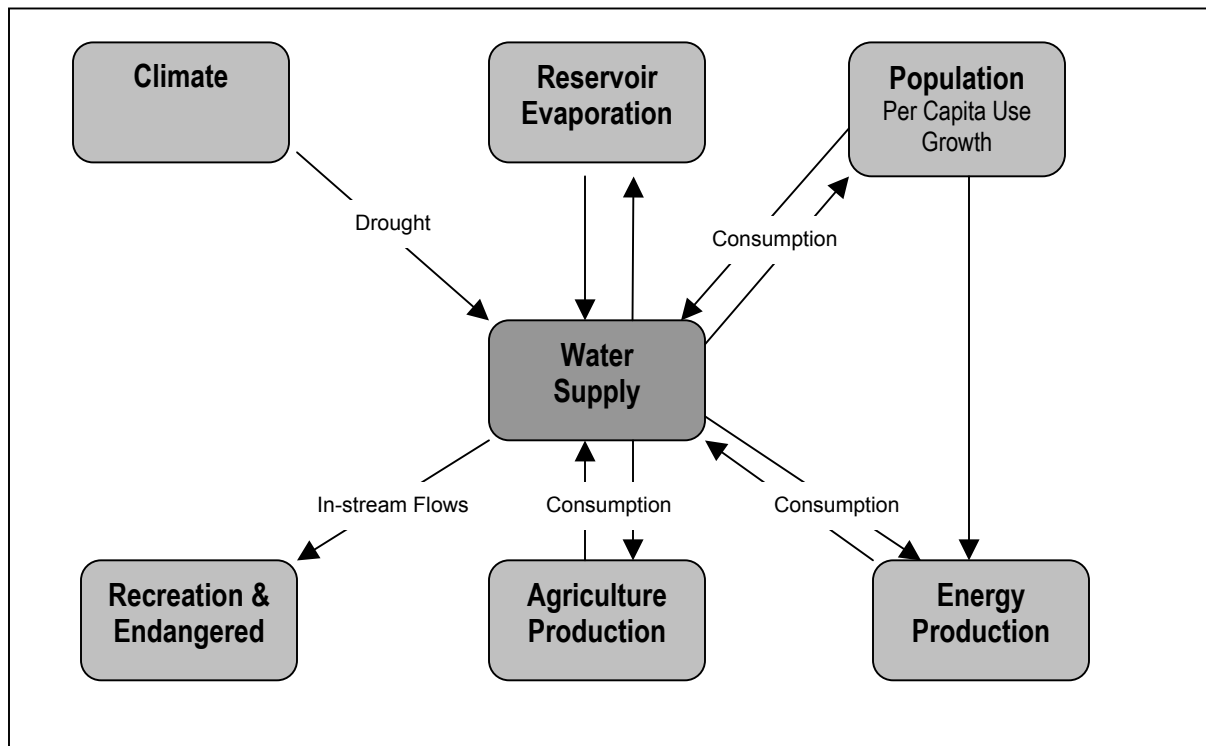 Climate
Reservoir
Evaporation
Population
Per Capita Use
Growth
Drought
Consumption
Water
Supply
In-stream Flows
Consumption
Consumption
Recreation &
Endangered
Agriculture
Production
Energy
Production